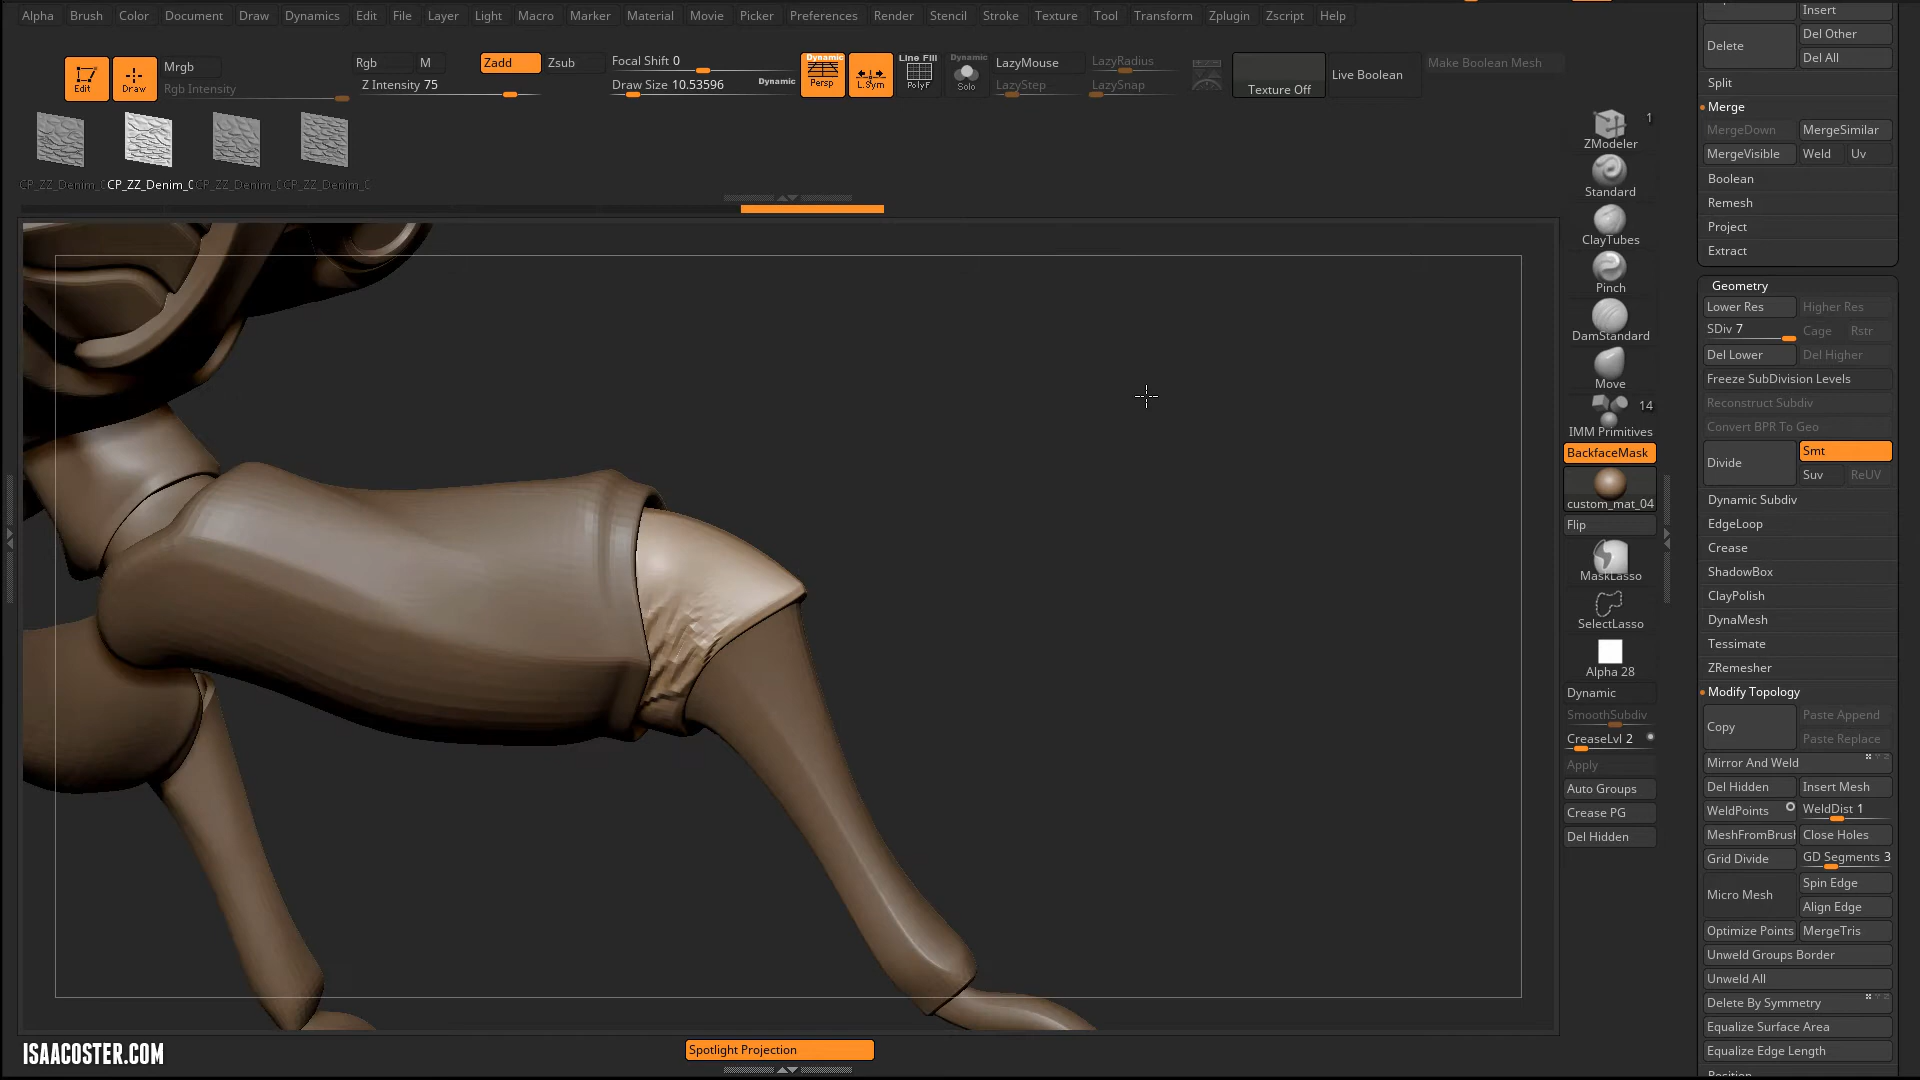 Alpha Brush Color Document Draw Dynamics Edit File Layer Light Macro Marker Material Movie Picker Preferences Render Stencil Stroke Texture Tool Transform Zplugin Zscript Help
Edit
Draw
Mrgb
Rgb Intensity
Rgb M
Z Intensity 75
Zadd
Zsub
Focal Shift 0
Draw Size 10.53596
Dynamic
Dynamic
Persp
L.Sym
Line Fill
PolyF
Dynamic
Solo
LazyMouse
LazyStep
LazyRadius
LazySnap
Texture Off
Live Boolean
Make Boolean Mesh
CP_ZZ_Denim_0 CP_ZZ_Denim_0 CP_ZZ_Denim_0 CP_ZZ_Denim_0
1
ZModeler
Standard
ClayTubes
Pinch
DamStandard
Move
14
IMM Primitives
BackfaceMask
custom_mat_04
Flip
MaskLasso
SelectLasso
Alpha 28
Dynamic
SmoothSubdiv
CreaseLvl 2
Apply
Auto Groups
Crease PG
Del Hidden
Insert
Delete
Del Other
Del All
Split
Merge
MergeDown MergeSimilar
MergeVisible Weld Uv
Boolean
Remesh
Project
Extract
Geometry
Lower Res Higher Res
SDiv 7 Cage Rstr
Del Lower Del Higher
Freeze SubDivision Levels
Reconstruct Subdiv
Convert BPR To Geo
Divide
Smt
Suv ReUV
Dynamic Subdiv
EdgeLoop
Crease
ShadowBox
ClayPolish
DynaMesh
Tessimate
ZRemesher
Modify Topology
Copy
Paste Append
Paste Replace
Mirror And Weld
Del Hidden Insert Mesh
WeldPoints WeldDist 1
MeshFromBrush Close Holes
Grid Divide GD Segments 3
Micro Mesh
Spin Edge
Align Edge
Optimize Points MergeTris
Unweld Groups Border
Unweld All
Delete By Symmetry
Equalize Surface Area
Equalize Edge Length
Position
ISAACOSTER.COM
Spotlight Projection